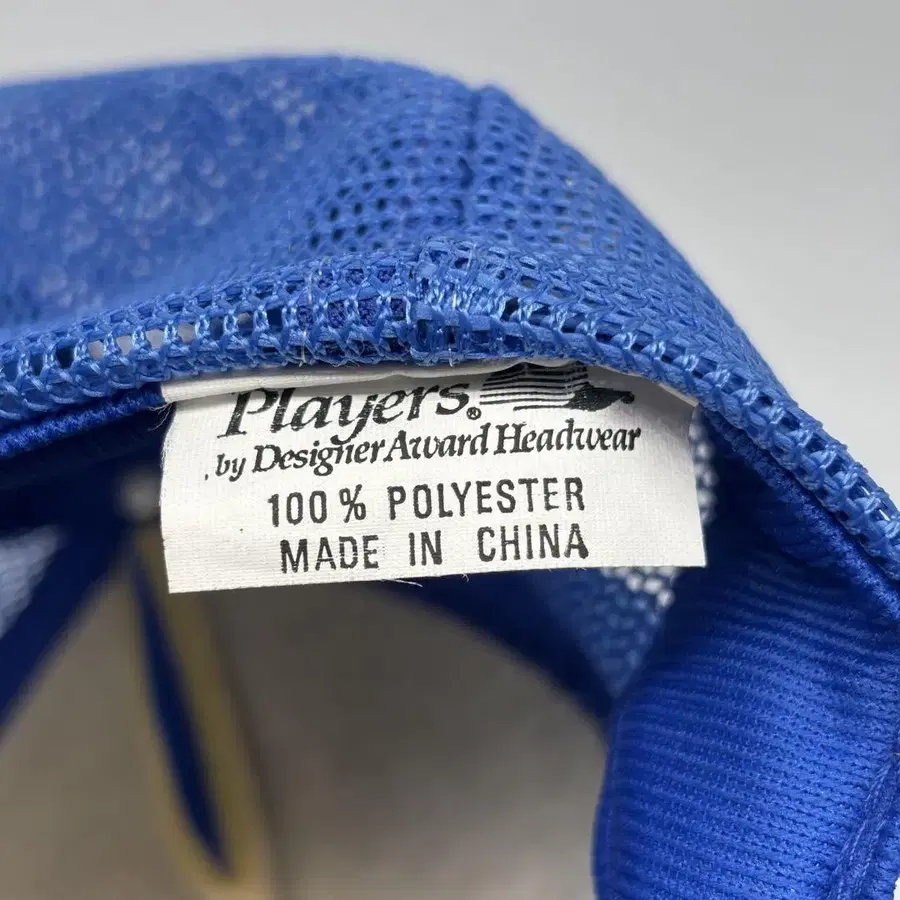 Players®
by Designer Award Headwear
100% POLYESTER
MADE IN CHINA